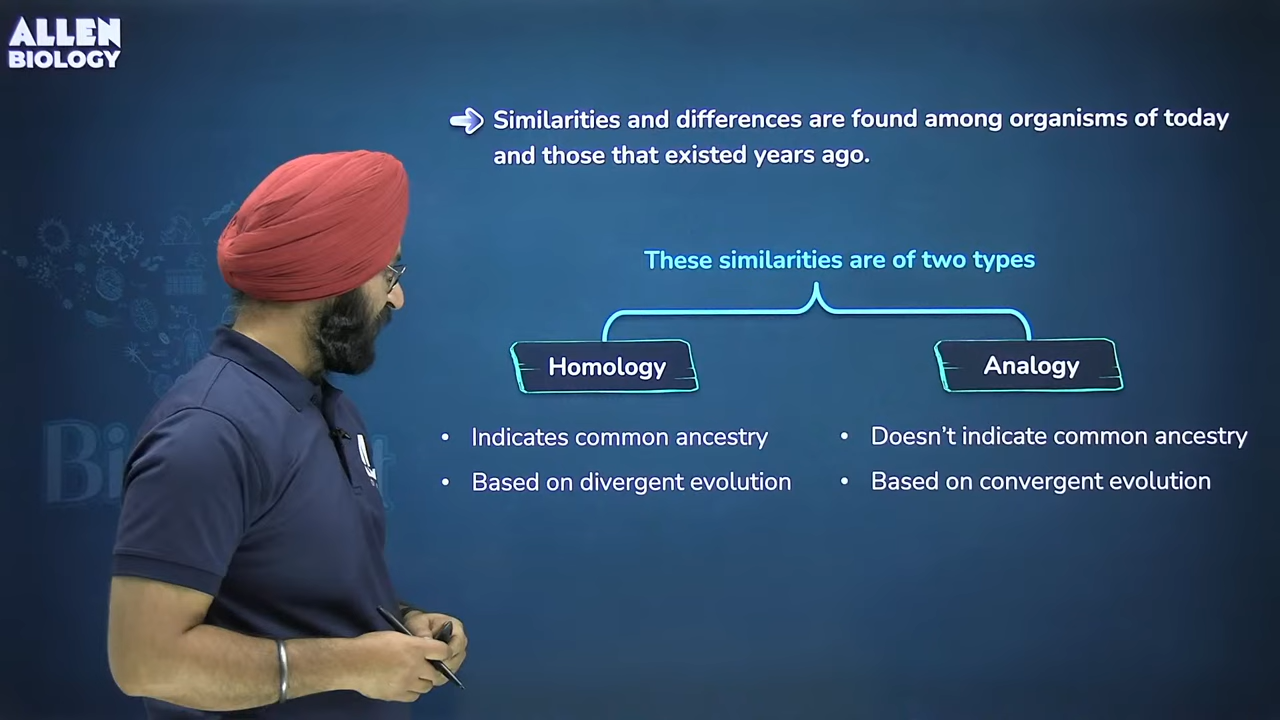 ALLEN
BIOLOGY
Similarities and differences are found among organisms of today
and those that existed years ago.
These similarities are of two types
Homology
Analogy
• Indicates common ancestry
• Based on divergent evolution
• Doesn’t indicate common ancestry
• Based on convergent evolution